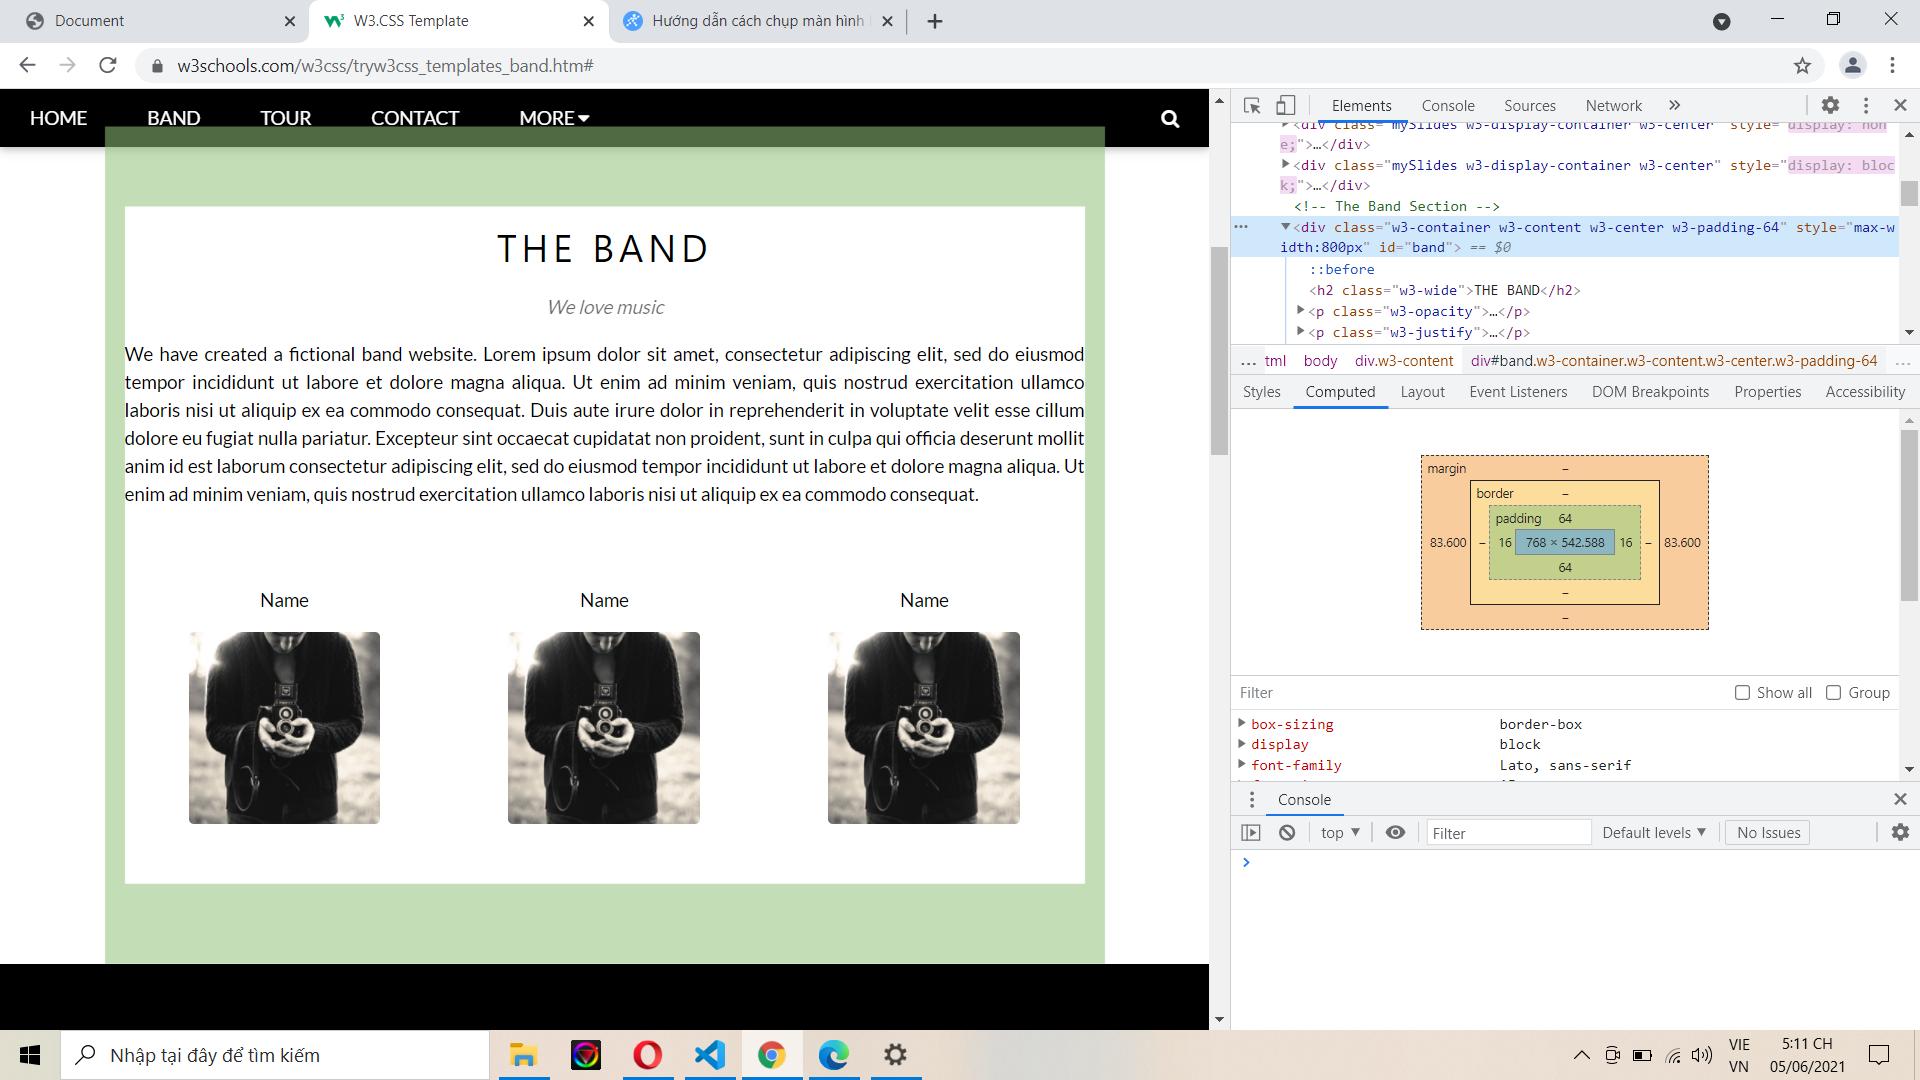 Document
W3.CSS Template
Hướng dẫn cách chụp màn hình
w3schools.com/w3css/tryw3css_templates_band.htm#
HOME BAND TOUR CONTACT MORE
THE BAND
We love music
We have created a fictional band website. Lorem ipsum dolor sit amet, consectetur adipiscing elit, sed do eiusmod
tempor incididunt ut labore et dolore magna aliqua. Ut enim ad minim veniam, quis nostrud exercitation ullamco
laboris nisi ut aliquip ex ea commodo consequat. Duis aute irure dolor in reprehenderit in voluptate velit esse cillum
dolore eu fugiat nulla pariatur. Excepteur sint occaecat cupidatat non proident, sunt in culpa qui officia deserunt mollit
anim id est laborum consectetur adipiscing elit, sed do eiusmod tempor incididunt ut labore et dolore magna aliqua. Ut
enim ad minim veniam, quis nostrud exercitation ullamco laboris nisi ut aliquip ex ea commodo consequat.
Name Name Name
Elements Console Sources Network »
<div class="mySlides w3-display-container w3-center" style="display: non
e;">…</div>
<div class="mySlides w3-display-container w3-center" style="display: bloc
k;">…</div>
<!-- The Band Section -->
<div class="w3-container w3-content w3-center w3-padding-64" style="max-w
idth:800px" id="band"> == $0
::before
<h2 class="w3-wide">THE BAND</h2>
<p class="w3-opacity">…</p>
<p class="w3-justify">…</p>
… tml body div.w3-content div#band.w3-container.w3-content.w3-center.w3-padding-64 …
Styles Computed Layout Event Listeners DOM Breakpoints Properties Accessibility
margin –
border –
padding 64
83.600 – 16 768 × 542.588 16 – 83.600
64
–
–
Filter Show all Group
box-sizing border-box
display block
font-family Lato, sans-serif
Console
top ▼ Filter Default levels ▼ No Issues
>
Nhập tại đây để tìm kiếm
VIE
VN
5:11 CH
05/06/2021